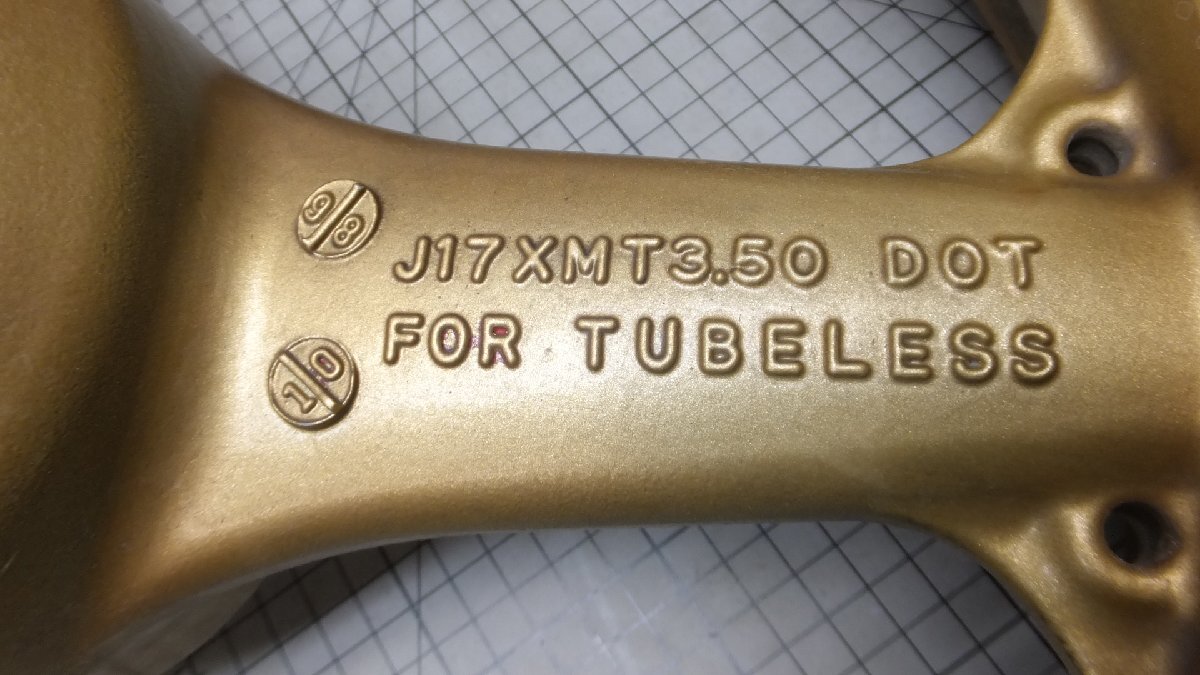 9 8
J17XMT3.50 DOT
FOR TUBELESS
1 0